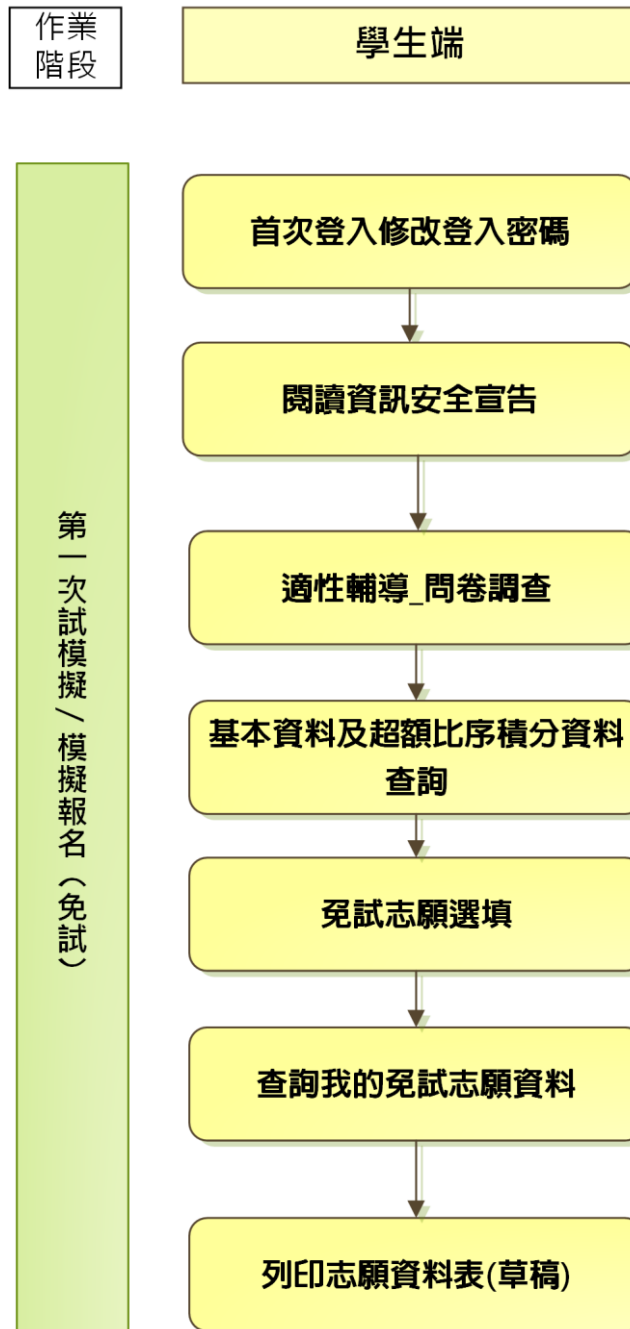 作業
階段
學生端
第一次試模擬/模擬報名（免試）
首次登入修改登入密碼
閱讀資訊安全宣告
適性輔導_問卷調查
基本資料及超額比序積分資料
查詢
免試志願選填
查詢我的免試志願資料
列印志願資料表(草稿)